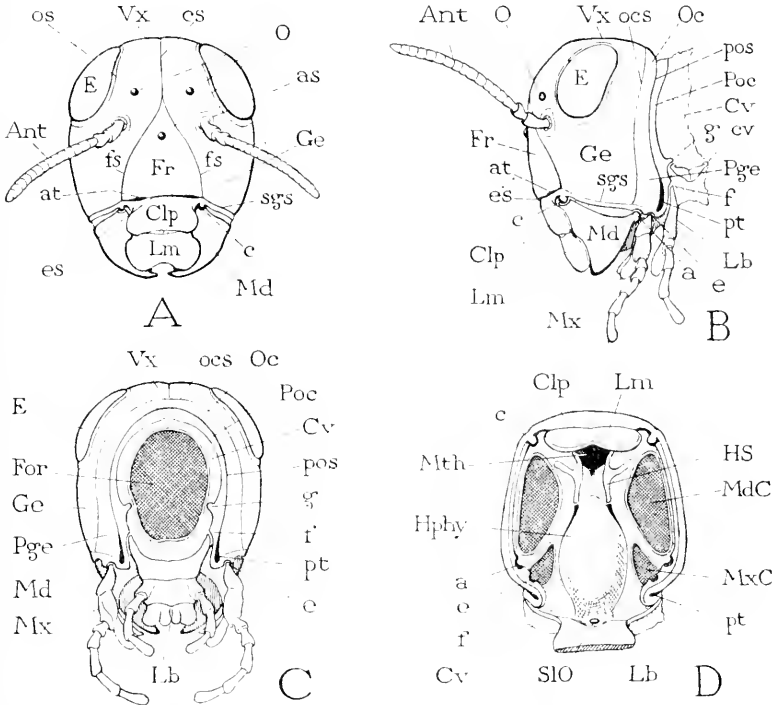 os Vx cs O as
E
Ant fs Fr fs Ge
at Clp sgs
Lm c
es Md
A
Ant O Vx ocs Oc
pos
E Poc
Cv
g cv
Fr Ge Pge
at f
es sgs pt
c Md Lb
Clp a e
Lm Mx
B
Vx ocs Oc
E Poc
Cv
For pos
Ge g
f
Pge pt
Md e
Mx
Lb
C
Clp Lm
c
Mth HS
MdC
Hphy
a MxC
e
f pt
Cv SlO Lb
D